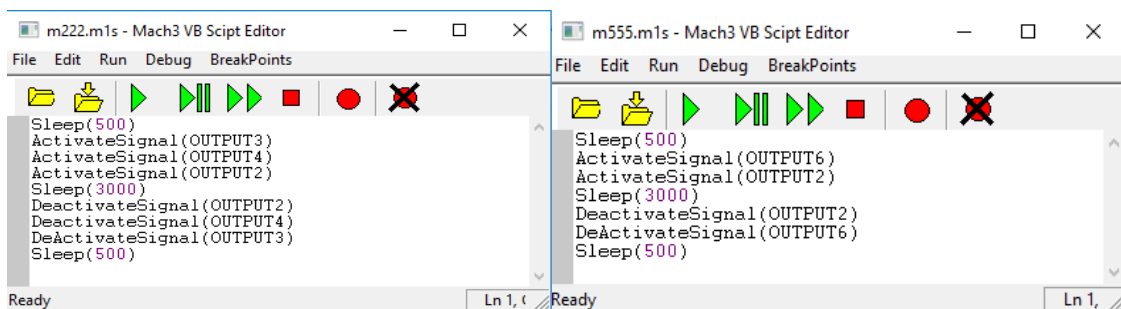 m222.m1s - Mach3 VB Scipt Editor
File Edit Run Debug BreakPoints
Sleep(500)
ActivateSignal(OUTPUT3)
ActivateSignal(OUTPUT4)
ActivateSignal(OUTPUT2)
Sleep(3000)
DeactivateSignal(OUTPUT2)
DeactivateSignal(OUTPUT4)
DeActivateSignal(OUTPUT3)
Sleep(500)
Ready
Ln 1,
m555.m1s - Mach3 VB Scipt Editor
File Edit Run Debug BreakPoints
Sleep(500)
ActivateSignal(OUTPUT6)
ActivateSignal(OUTPUT2)
Sleep(3000)
DeactivateSignal(OUTPUT2)
DeActivateSignal(OUTPUT6)
Sleep(500)
Ready
Ln 1,